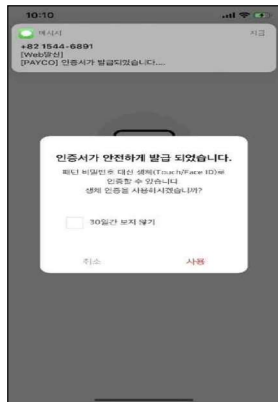 10:10
메시지
지금
+82 1544-6891
[Web발신]
[PAYCO] 인증서가 발급되었습니다....
인증서가 안전하게 발급 되었습니다.
패턴 비밀번호 대신 생체(Touch/Face ID)로
인증할 수 있습니다
생체 인증을 사용하시겠습니까?
30일간 보지 않기
취소
사용